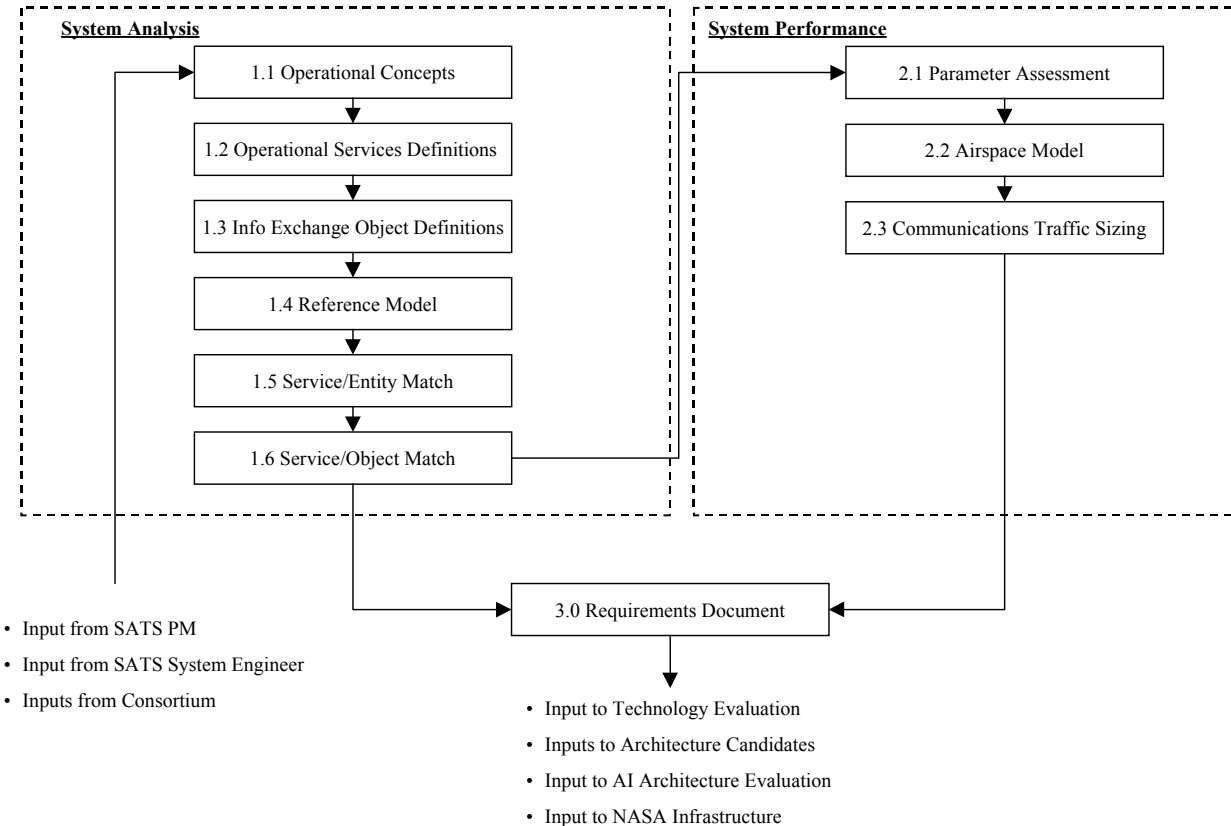 System Analysis
1.1 Operational Concepts
1.2 Operational Services Definitions
1.3 Info Exchange Object Definitions
1.4 Reference Model
1.5 Service/Entity Match
1.6 Service/Object Match
System Performance
2.1 Parameter Assessment
2.2 Airspace Model
2.3 Communications Traffic Sizing
• Input from SATS PM
• Input from SATS System Engineer
• Inputs from Consortium
3.0 Requirements Document
• Input to Technology Evaluation
• Inputs to Architecture Candidates
• Input to AI Architecture Evaluation
• Input to NASA Infrastructure